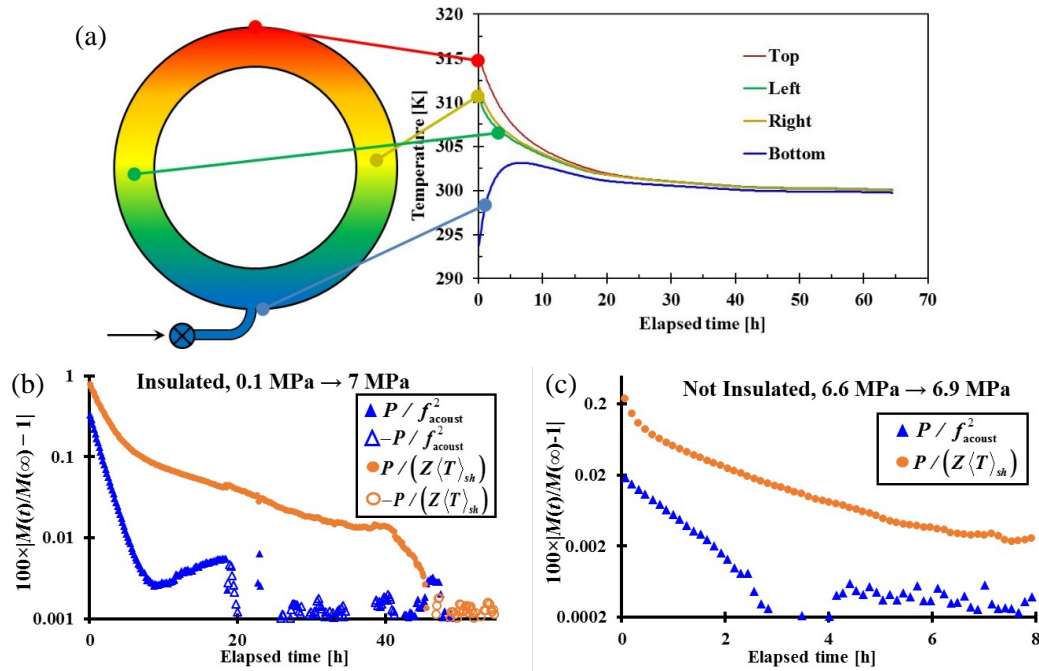 (a)
Temperature [K]
315
310
305
300
295
290
Top
Left
Right
Bottom
0 10 20 30 40 50 60 70
Elapsed time [h]
(b)
Insulated, 0.1 MPa → 7 MPa
100×|M(t)/M(∞) – 1|
1
0.1
0.01
0.001
P / f²acoust
–P / f²acoust
P / (Z⟨T⟩sh)
–P / (Z⟨T⟩sh)
0 20 40
Elapsed time [h]
(c)
Not Insulated, 6.6 MPa → 6.9 MPa
100×|M(t)/M(∞)-1|
0.2
0.02
0.002
0.0002
P / f²acoust
P / (Z⟨T⟩sh)
0 2 4 6 8
Elapsed time [h]